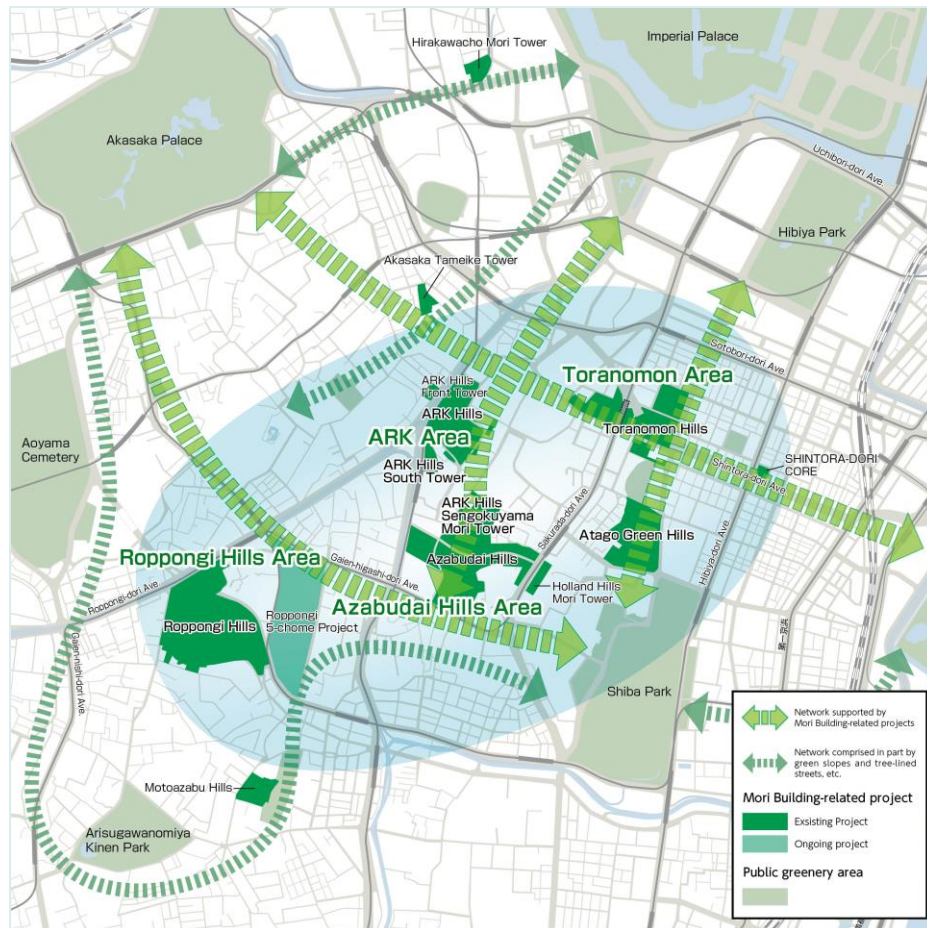 Hirakawacho Mori Tower
Imperial Palace
Akasaka Palace
Uchibori-dori Ave.
Hibiya Park
Akasaka Tameike Tower
Sotobori-dori Ave.
Toranomon Area
ARK Hills
Front Tower
ARK Hills
Toranomon Hills
ARK Area
Aoyama
Cemetery
ARK Hills
South Tower
SHINTORA-DORI
CORE
Shintora-dori Ave.
ARK Hills
Sengokuyama
Mori Tower
Sakurada-dori Ave.
Atago Green Hills
Hibiya-dori Ave.
Roppongi Hills Area
Gaien-higashi-dori Ave.
Azabudai Hills
Holland Hills
Mori Tower
Azabudai Hills Area
Roppongi-dori Ave.
Roppongi Hills
Roppongi
5-chome Project
第一京浜
Gaien-nishi-dori Ave.
Shiba Park
Motoazabu Hills
Arisugawanomiya
Kinen Park
Network supported by
Mori Building-related projects
Network comprised in part by
green slopes and tree-lined
streets, etc.
Mori Building-related project
Exsisting Project
Ongoing project
Public greenery area